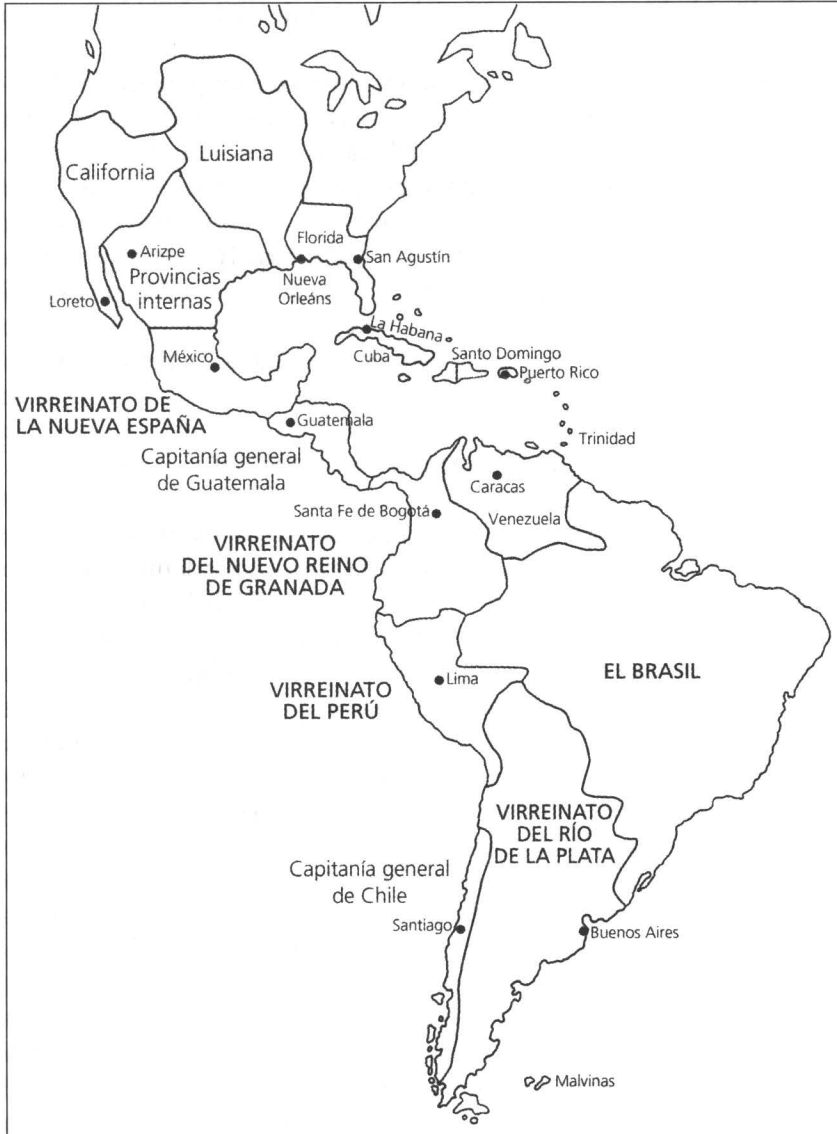 Luisiana
California
Florida
Arizpe
San Agustín
Provincias
internas
Nueva
Orleáns
Loreto
La Habana
México
Cuba
Santo Domingo
Puerto Rico
VIRREINATO DE
LA NUEVA ESPAÑA
Guatemala
Trinidad
Capitanía general
de Guatemala
Caracas
Santa Fe de Bogotá
Venezuela
VIRREINATO
DEL NUEVO REINO
DE GRANADA
EL BRASIL
Lima
VIRREINATO
DEL PERÚ
VIRREINATO
DEL RÍO
DE LA PLATA
Capitanía general
de Chile
Santiago
Buenos Aires
Malvinas